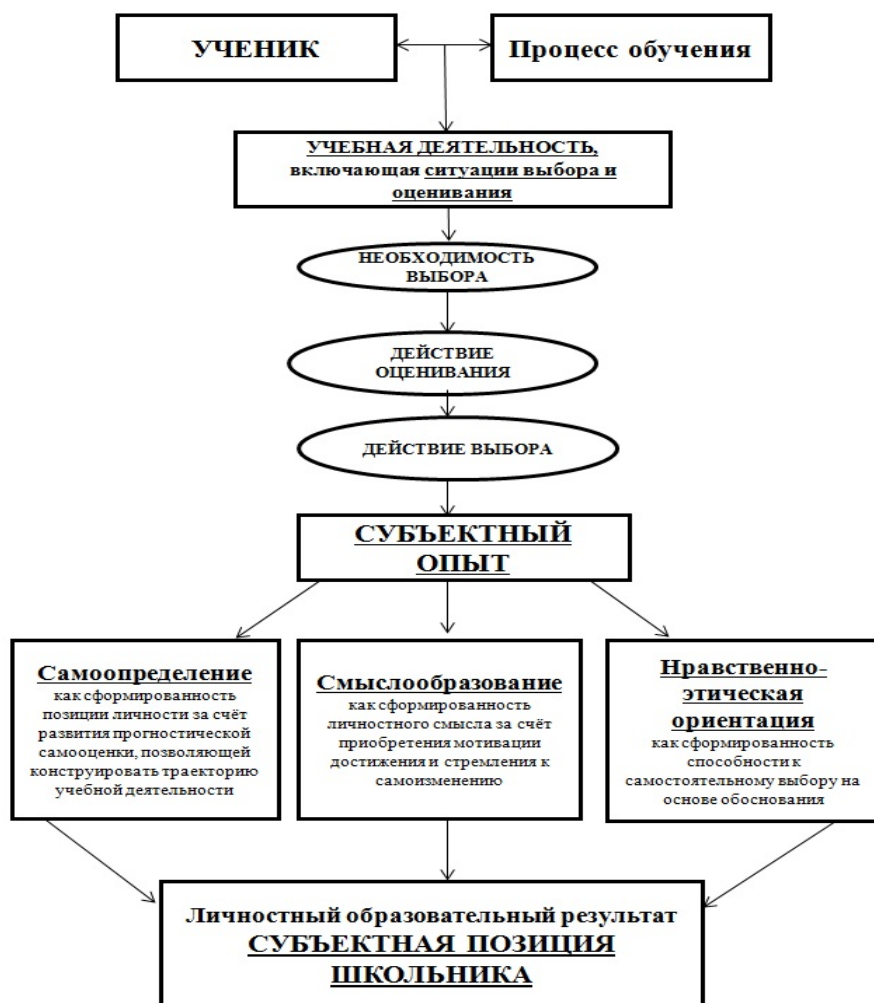 УЧЕНИК
Процесс обучения
УЧЕБНАЯ ДЕЯТЕЛЬНОСТЬ,
включающая ситуации выбора и
оценивания
НЕОБХОДИМОСТЬ
ВЫБОРА
ДЕЙСТВИЕ
ОЦЕНИВАНИЯ
ДЕЙСТВИЕ ВЫБОРА
СУБЪЕКТНЫЙ
ОПЫТ
Самоопределение
как сформированность
позиции личности за счёт
развития прогностической
самооценки, позволяющей
конструировать траекторию
учебной деятельности
Смыслообразование
как сформированность
личностного смысла за счёт
приобретения мотивации
достижения и стремления к
самоизменению
Нравственно-
этическая
ориентация
как сформированность
способности к
самостоятельному выбору на
основе обоснования
Личностный образовательный результат
СУБЪЕКТНАЯ ПОЗИЦИЯ
ШКОЛЬНИКА